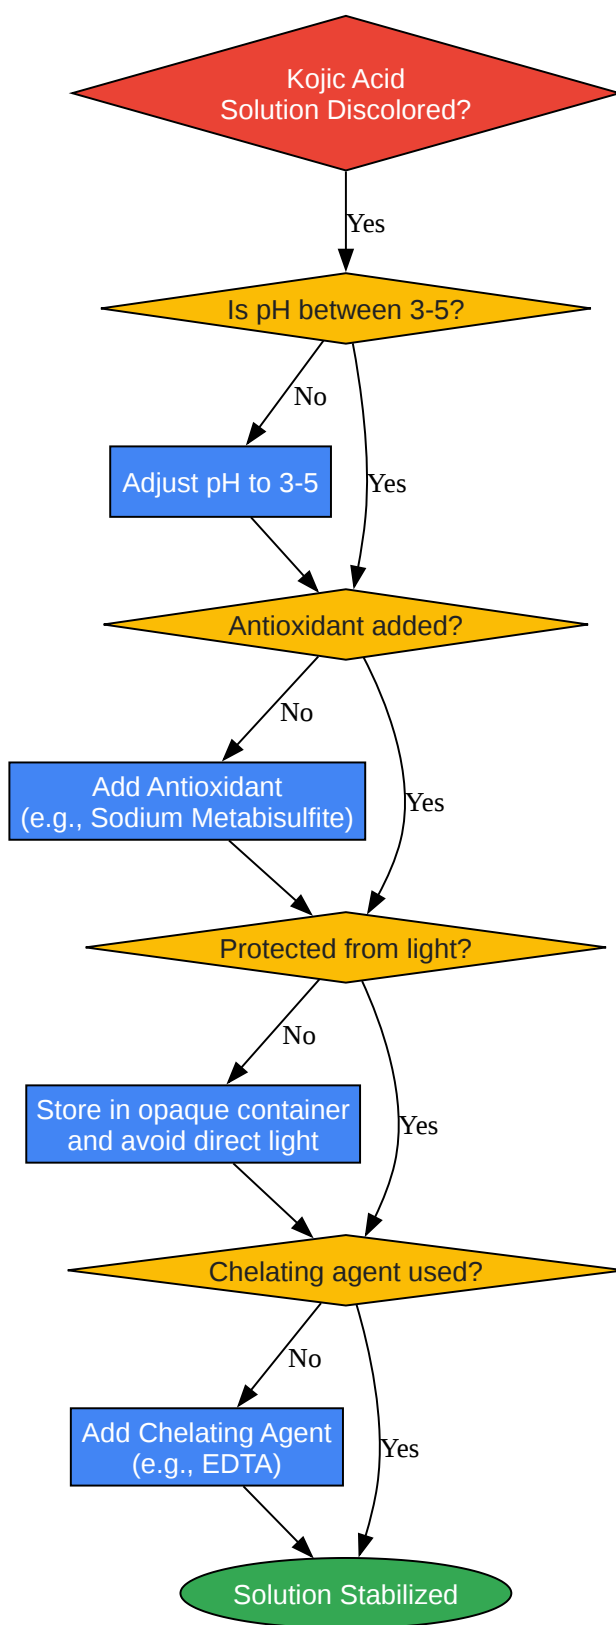 Kojic Acid
Solution Discolored?
Yes
Is pH between 3-5?
No
Adjust pH to 3-5
Yes
Antioxidant added?
No
Add Antioxidant
(e.g., Sodium Metabisulfite)
Yes
Protected from light?
No
Store in opaque container
and avoid direct light
Yes
Chelating agent used?
No
Add Chelating Agent
(e.g., EDTA)
Yes
Solution Stabilized